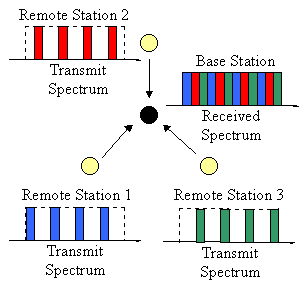 Remote Station 2
Transmit
Spectrum
Base Station
Received
Spectrum
Remote Station 1
Transmit
Spectrum
Remote Station 3
Transmit
Spectrum